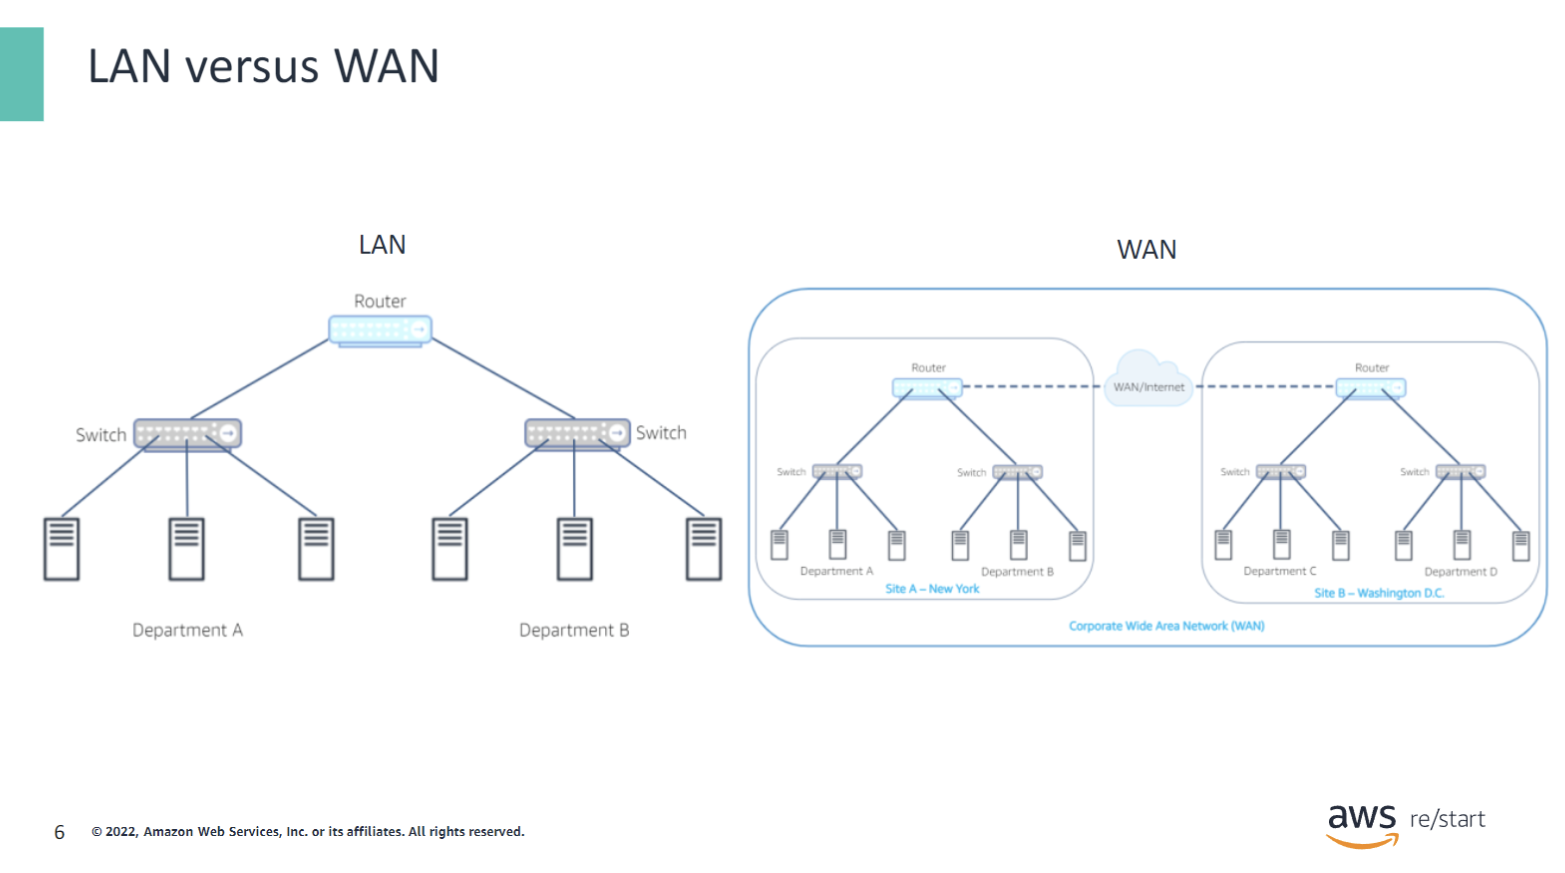 LAN versus WAN
LAN
Router
Switch
Switch
Department A
Department B
WAN
Router
WAN/Internet
Router
Switch
Switch
Switch
Switch
Department A
Department B
Department C
Department D
Site A – New York
Site B – Washington D.C.
Corporate Wide Area Network (WAN)
6
© 2022, Amazon Web Services, Inc. or its affiliates. All rights reserved.
aws re/start